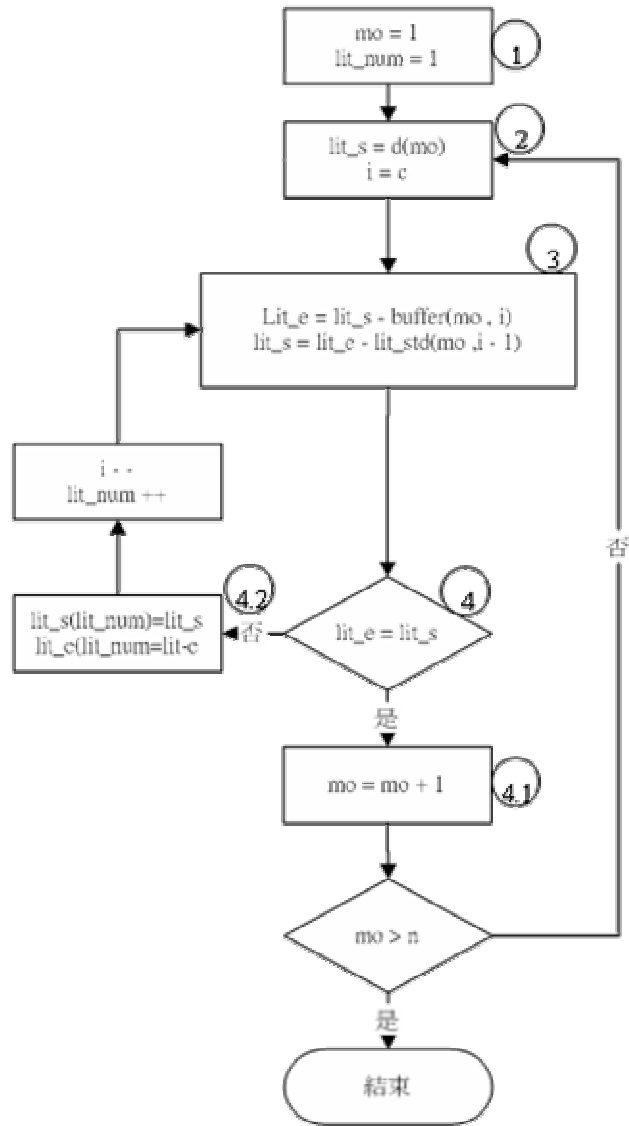 mo = 1
lit_num = 1
1
lit_s = d(mo)
i = c
2
3
Lit_e = lit_s - buffer(mo , i)
lit_s = lit_e - lit_std(mo ,i - 1)
i - -
lit_num ++
否
4.2
4
lit_s(lit_num)=lit_s
lit_e(lit_num=lit-e
否
lit_e = lit_s
是
mo = mo + 1
4.1
mo > n
是
結束